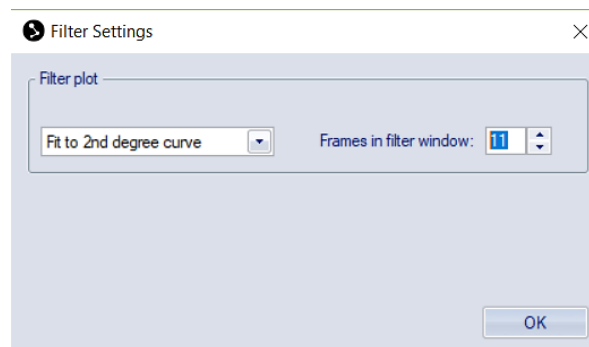 Filter Settings
Filter plot
Fit to 2nd degree curve
Frames in filter window: 11
OK